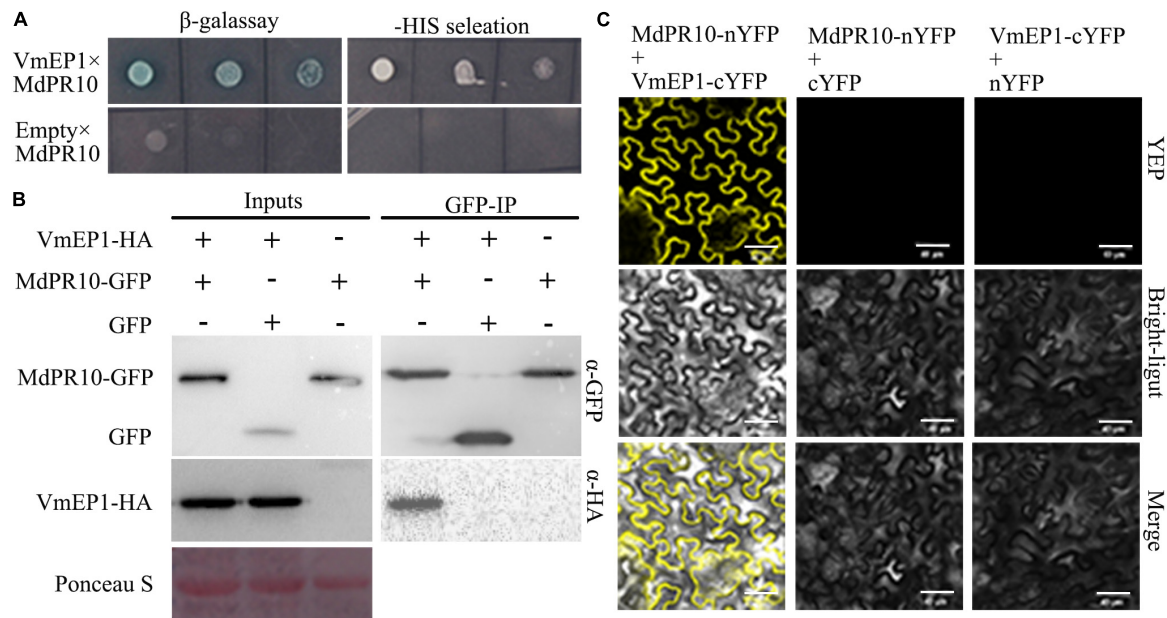 A
β-galassay
-HIS seleation
VmEP1×
MdPR10
Empty×
MdPR10
B
Inputs
GFP-IP
VmEP1-HA
+ + - + + -
MdPR10-GFP
+ - + + - +
GFP
- + - - + -
MdPR10-GFP
GFP
α-GFP
VmEP1-HA
α-HA
Ponceau S
C
MdPR10-nYFP
+
VmEP1-cYFP
MdPR10-nYFP
+
cYFP
VmEP1-cYFP
+
nYFP
YEP
Bright-ligut
Merge